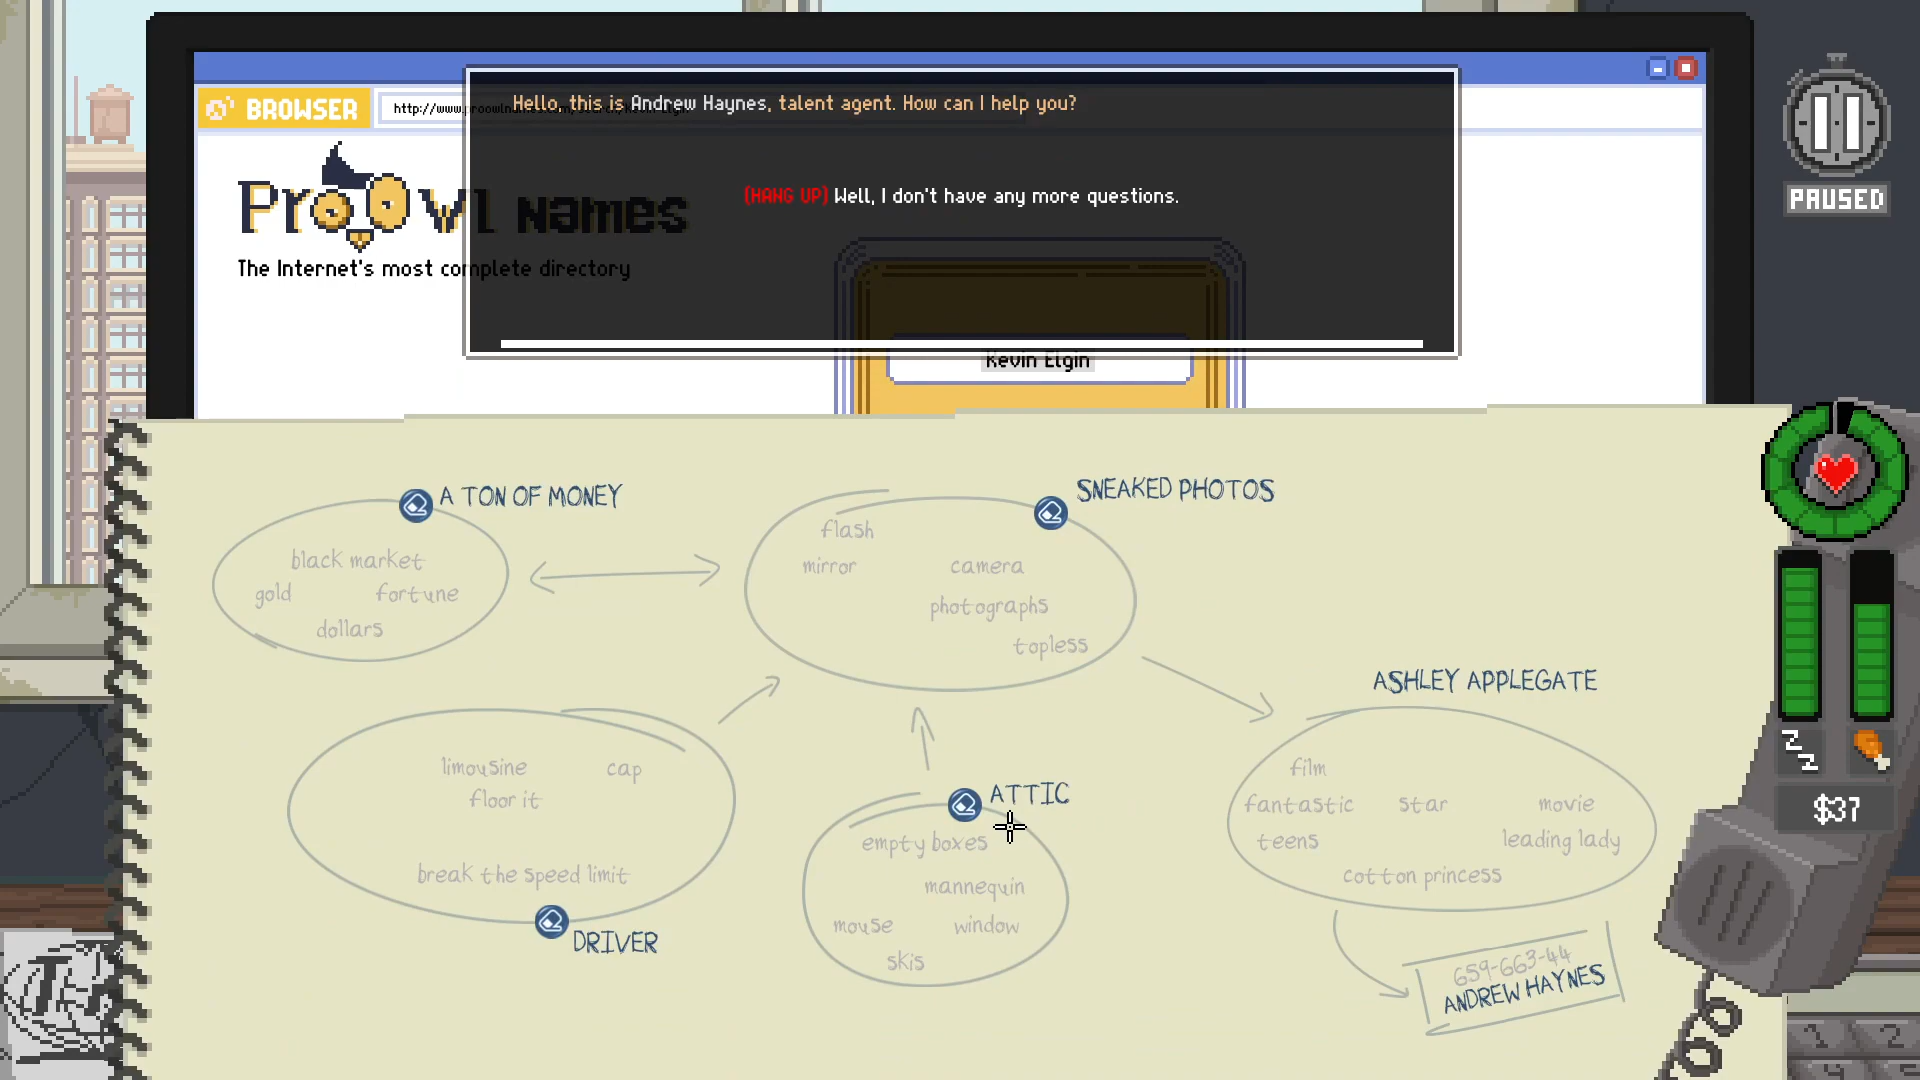 Hello, this is Andrew Haynes, talent agent. How can I help you?
BROWSER
(HANG UP) Well, I don't have any more questions.
PAUSED
Proowl names
The Internet's most complete directory
Kevin Elgin
A TON OF MONEY
black market
gold
fortune
dollars
SNEAKED PHOTOS
flash
mirror
camera
photographs
topless
ASHLEY APPLEGATE
film
fantastic
star
movie
teens
leading lady
cotton princess
limousine
cap
floor it
break the speed limit
DRIVER
ATTIC
empty boxes
mannequin
mouse
window
skis
659-663-44
ANDREW HAYNES
$37